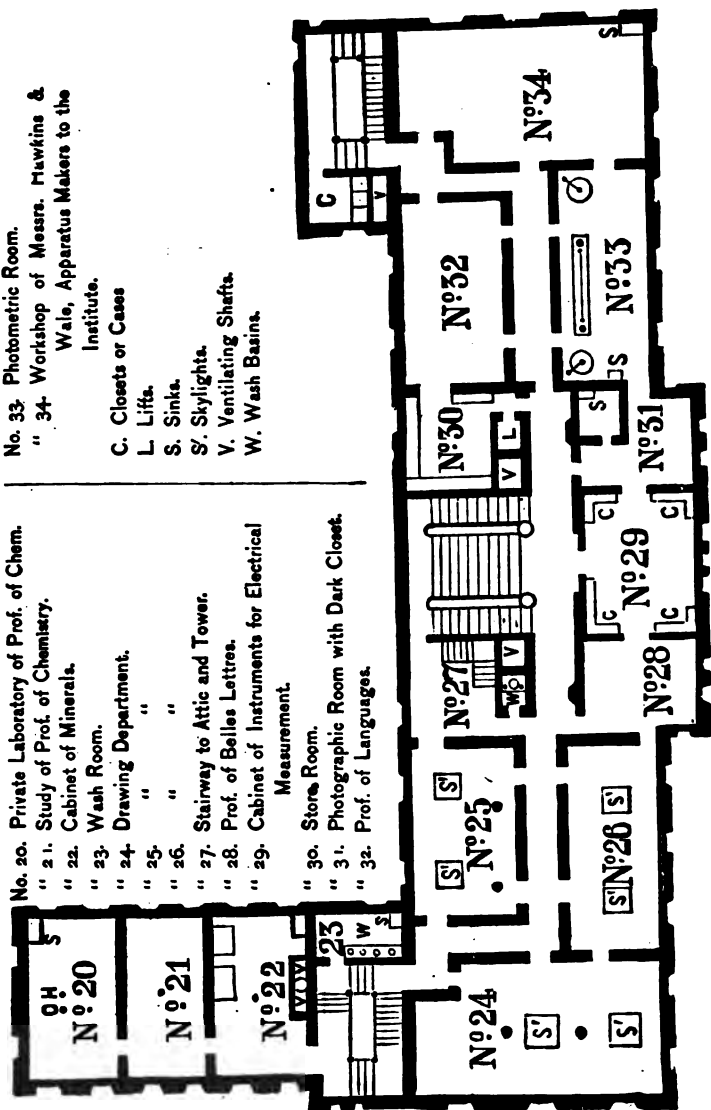 No. 20. Private Laboratory of Prof. of Chem.
" 21. Study of Prof. of Chemistry.
" 22. Cabinet of Minerals.
" 23. Wash Room.
" 24. Drawing Department.
" 25. " "
" 26. " "
" 27. Stairway to Attic and Tower.
" 28. Prof. of Belles Lettres.
" 29. Cabinet of Instruments for Electrical
Measurement.
" 30. Store Room.
" 31. Photographic Room with Dark Closet.
" 32. Prof. of Languages.
No. 33. Photometric Room.
" 34. Workshop of Messrs. Hawkins &
Wale, Apparatus Makers to the
Institute.
C. Closets or Cases
L. Lifts.
S. Sinks.
S'. Skylights.
V. Ventilating Shafts.
W. Wash Basins.
S
OH
Nº 20
Nº 21
Nº 22
V V
23
W
S
Nº 24
S'
S'
S'
S'
Nº 25
S'
S'
Nº 26
Nº 27
W
V
Nº 28
C
C
Nº 29
C
C
Nº 30
V
L
S
Nº 31
Nº 32
S
Nº 33
C
V
Nº 34
S